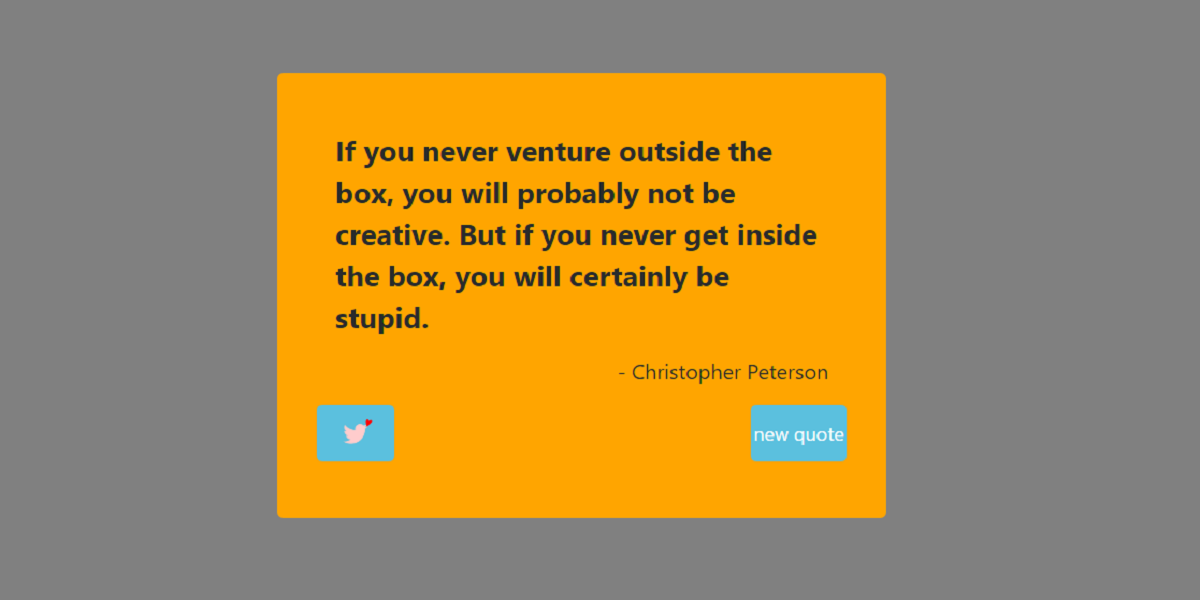 If you never venture outside the
box, you will probably not be
creative. But if you never get inside
the box, you will certainly be
stupid.
- Christopher Peterson
new quote